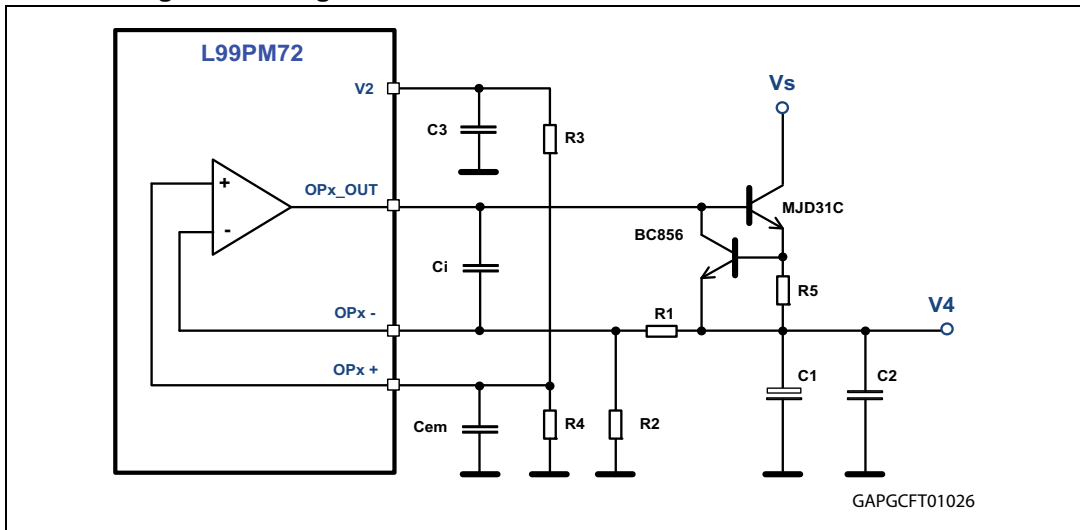 L99PM72
V2
C3
R3
Vs
OPx_OUT
MJD31C
+
-
BC856
Ci
R5
OPx -
R1
V4
OPx +
C1
C2
Cem
R4
R2
GAPGCFT01026